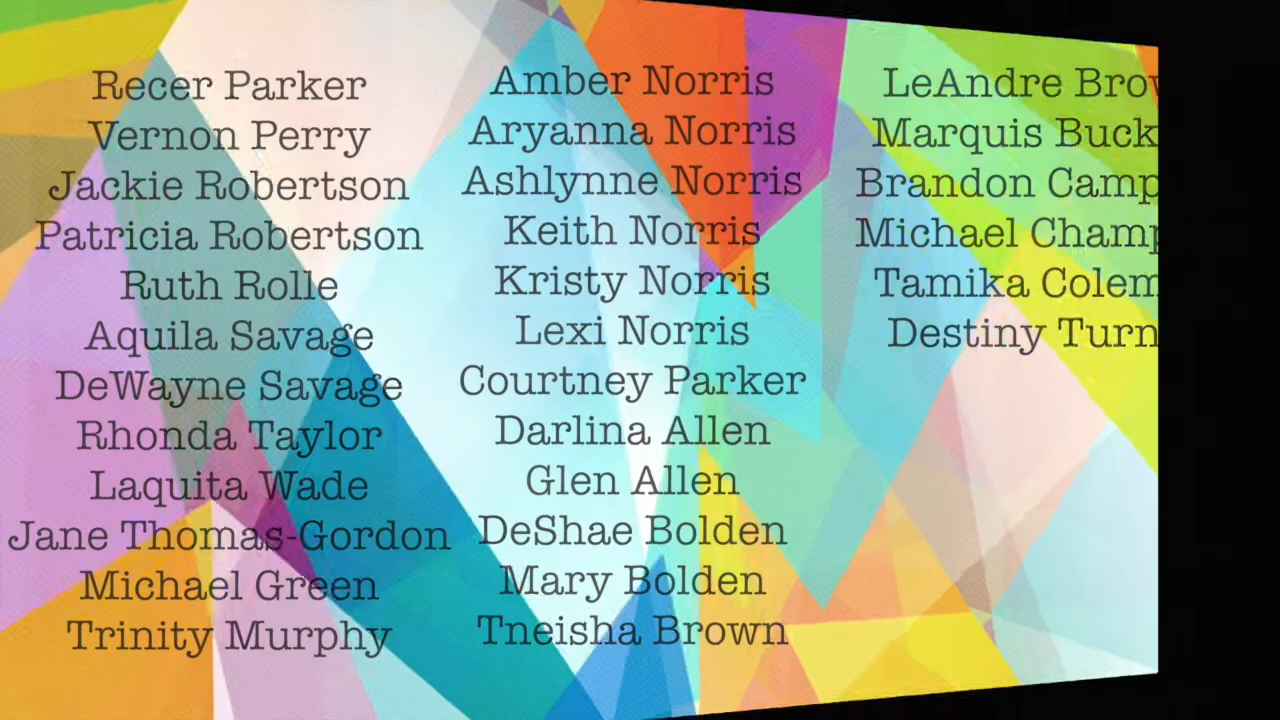 Recer Parker
Vernon Perry
Jackie Robertson
Patricia Robertson
Ruth Rolle
Aquila Savage
DeWayne Savage
Rhonda Taylor
Laquita Wade
Jane Thomas-Gordon
Michael Green
Trinity Murphy
Amber Norris
Aryanna Norris
Ashlynne Norris
Keith Norris
Kristy Norris
Lexi Norris
Courtney Parker
Darlina Allen
Glen Allen
DeShae Bolden
Mary Bolden
Tneisha Brown
LeAndre
Marquis Buck
Brandon
Michael
Tamika
Destiny